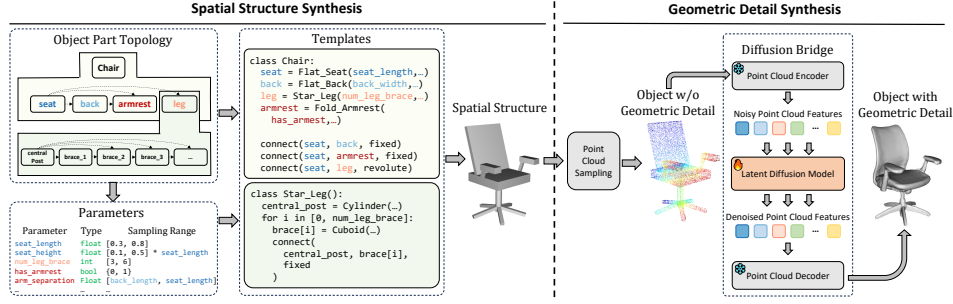 Spatial Structure Synthesis
Geometric Detail Synthesis
Object Part Topology
Chair
seat
back
armrest
leg
central
Post
brace_1
brace_2
brace_3
...
Parameters
Parameter Type Sampling Range
seat_length float [0.3, 0.8]
seat_height float [0.1, 0.5] * seat_length
num_leg_brace int [3, 6]
has_armrest bool {0, 1}
arm_separation Float [back_length, seat_length]
Templates
class Chair:
seat = Flat_Seat(seat_length,…)
back = Flat_Back(back_width,…)
leg = Star_Leg(num_leg_brace,…)
armrest = Fold_Armrest(
has_armest,…)
connect(seat, back, fixed)
connect(seat, armrest, fixed)
connect(seat, leg, revolute)
class Star_Leg():
central_post = Cylinder(…)
for i in [0, num_leg_brace]:
brace[i] = Cuboid(…)
connect(
central_post, brace[i],
fixed
)
Spatial Structure
Point
Cloud
Sampling
Object w/o
Geometric Detail
Diffusion Bridge
Point Cloud Encoder
Noisy Point Cloud Features
...
Latent Diffusion Model
Denoised Point Cloud Features
...
Point Cloud Decoder
Object with
Geometric Detail